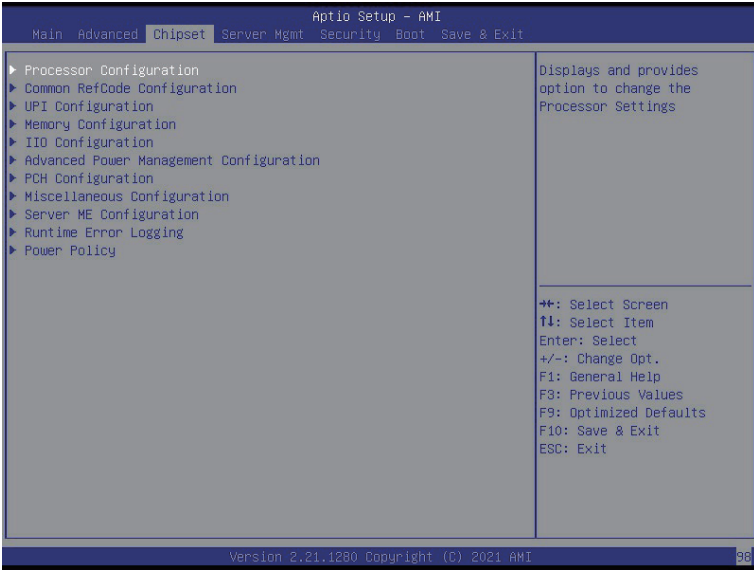 Aptio Setup – AMI
Main Advanced Chipset Server Mgmt Security Boot Save & Exit
Processor Configuration
Common RefCode Configuration
UPI Configuration
Memory Configuration
IIO Configuration
Advanced Power Management Configuration
PCH Configuration
Miscellaneous Configuration
Server ME Configuration
Runtime Error Logging
Power Policy
Displays and provides
option to change the
Processor Settings
→←: Select Screen
↑↓: Select Item
Enter: Select
+/-: Change Opt.
F1: General Help
F3: Previous Values
F9: Optimized Defaults
F10: Save & Exit
ESC: Exit
Version 2.21.1280 Copyright (C) 2021 AMI
98